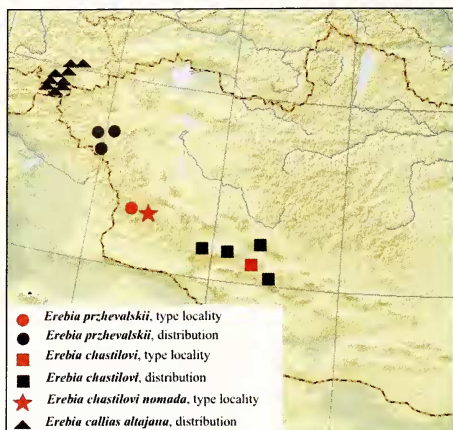 Erebia przhevalskii, type locality
Erebia przhevalskii, distribution
Erebia chastilovi, type locality
Erebia chastilovi, distribution
Erebia chastilovi nomada, type locality
Erebia callias altajana, distribution